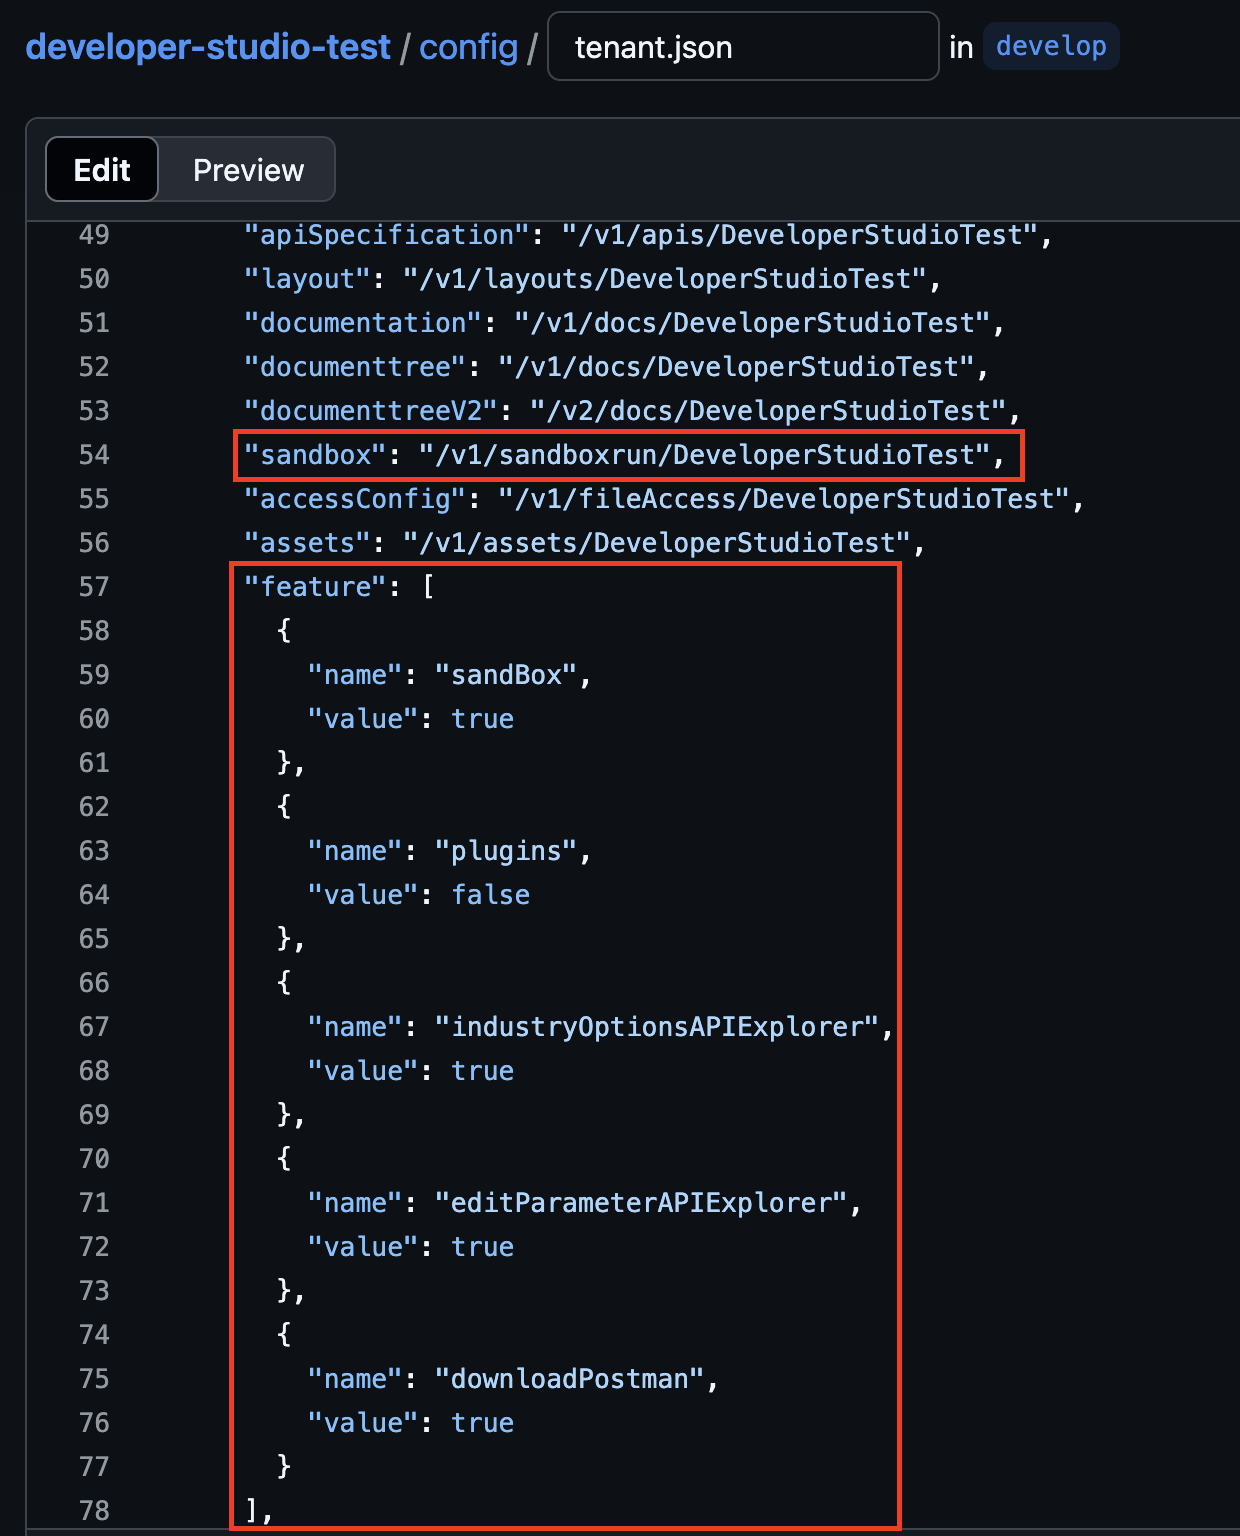 developer-studio-test / config / tenant.json in develop
Edit Preview
49 "apiSpecification": "/v1/apis/DeveloperStudioTest",
50 "layout": "/v1/layouts/DeveloperStudioTest",
51 "documentation": "/v1/docs/DeveloperStudioTest",
52 "documenttree": "/v1/docs/DeveloperStudioTest",
53 "documenttreeV2": "/v2/docs/DeveloperStudioTest",
54 "sandbox": "/v1/sandboxrun/DeveloperStudioTest",
55 "accessConfig": "/v1/fileAccess/DeveloperStudioTest",
56 "assets": "/v1/assets/DeveloperStudioTest",
57 "feature": [
58 {
59 "name": "sandBox",
60 "value": true
61 },
62 {
63 "name": "plugins",
64 "value": false
65 },
66 {
67 "name": "industryOptionsAPIExplorer",
68 "value": true
69 },
70 {
71 "name": "editParameterAPIExplorer",
72 "value": true
73 },
74 {
75 "name": "downloadPostman",
76 "value": true
77 }
78 ],